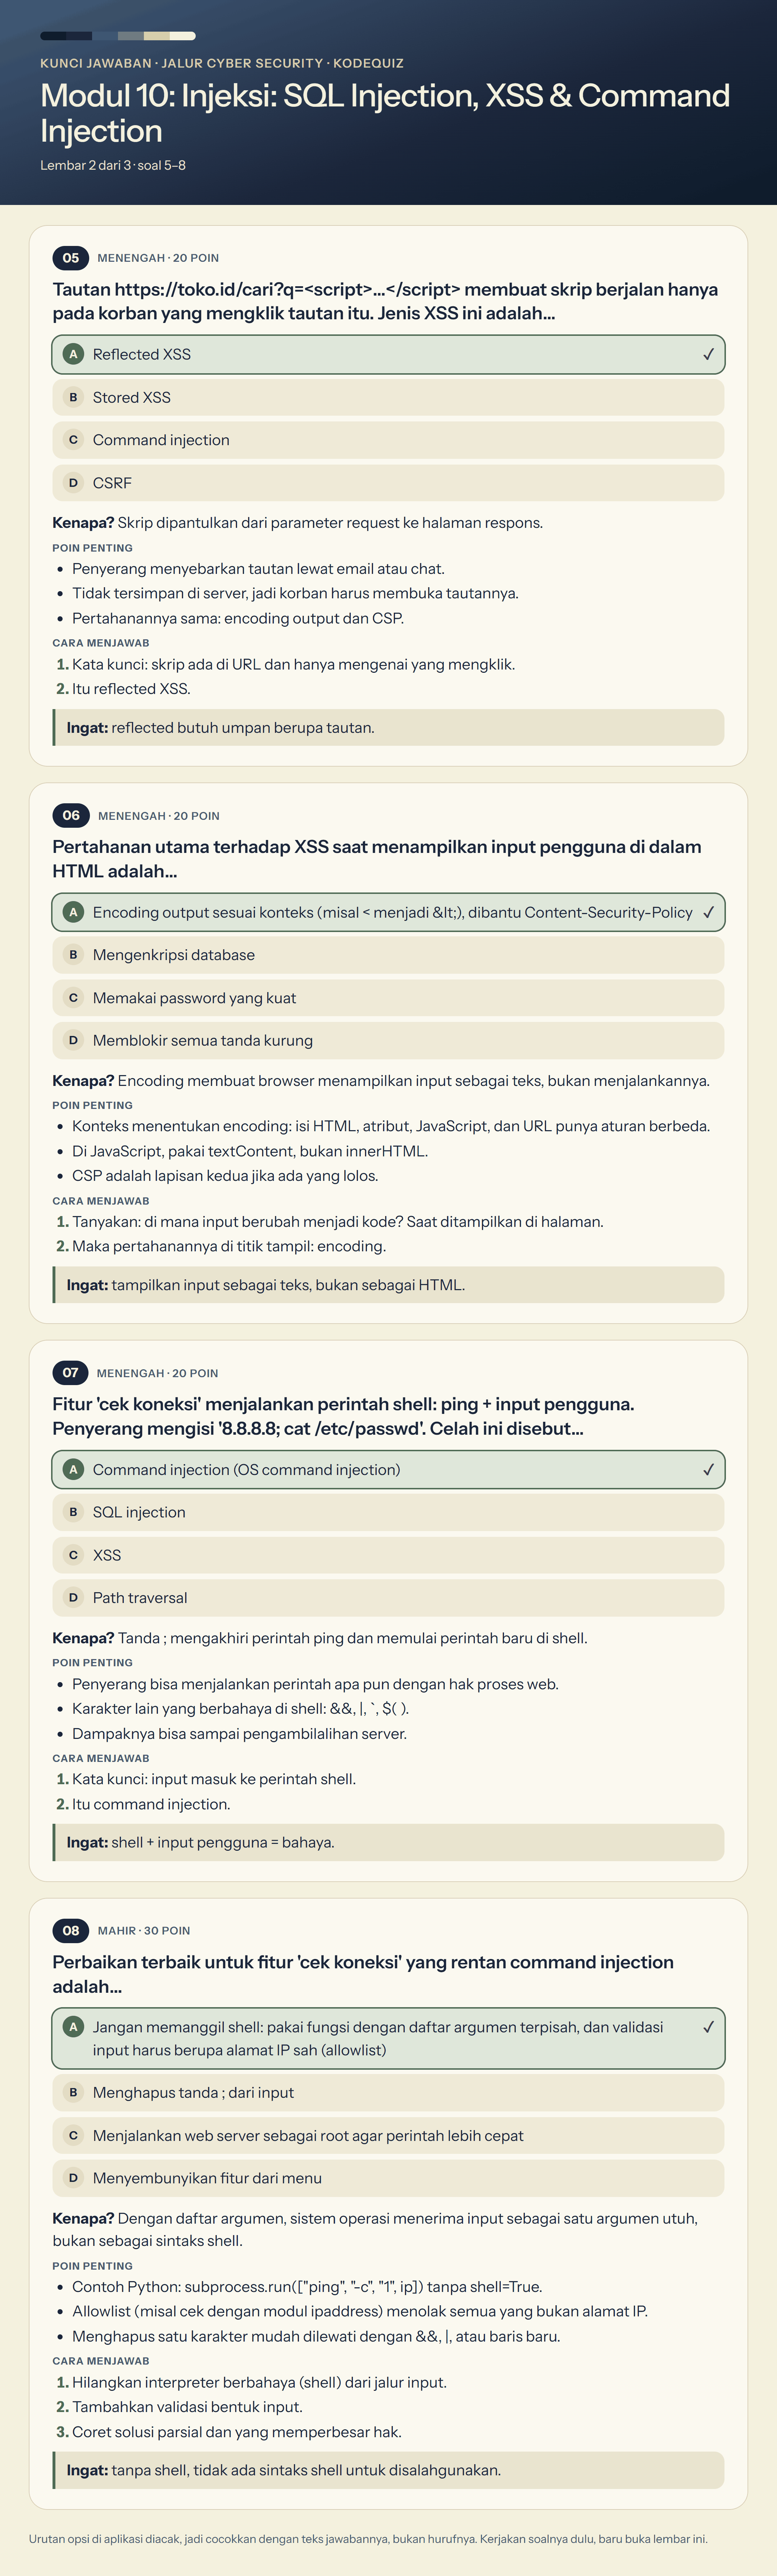 KUNCI JAWABAN · JALUR CYBER SECURITY · KODEQUIZ
Modul 10: Injeksi: SQL Injection, XSS & Command
Injection
Lembar 2 dari 3 · soal 5–8
05 MENENGAH · 20 POIN
Tautan https://toko.id/cari?q=<script>...</script> membuat skrip berjalan hanya
pada korban yang mengklik tautan itu. Jenis XSS ini adalah...
A Reflected XSS ✓
B Stored XSS
C Command injection
D CSRF
Kenapa? Skrip dipantulkan dari parameter request ke halaman respons.
POIN PENTING
• Penyerang menyebarkan tautan lewat email atau chat.
• Tidak tersimpan di server, jadi korban harus membuka tautannya.
• Pertahanannya sama: encoding output dan CSP.
CARA MENJAWAB
1. Kata kunci: skrip ada di URL dan hanya mengenai yang mengklik.
2. Itu reflected XSS.
Ingat: reflected butuh umpan berupa tautan.
06 MENENGAH · 20 POIN
Pertahanan utama terhadap XSS saat menampilkan input pengguna di dalam
HTML adalah...
A Encoding output sesuai konteks (misal < menjadi &lt;), dibantu Content-Security-Policy ✓
B Mengenkripsi database
C Memakai password yang kuat
D Memblokir semua tanda kurung
Kenapa? Encoding membuat browser menampilkan input sebagai teks, bukan menjalankannya.
POIN PENTING
• Konteks menentukan encoding: isi HTML, atribut, JavaScript, dan URL punya aturan berbeda.
• Di JavaScript, pakai textContent, bukan innerHTML.
• CSP adalah lapisan kedua jika ada yang lolos.
CARA MENJAWAB
1. Tanyakan: di mana input berubah menjadi kode? Saat ditampilkan di halaman.
2. Maka pertahanannya di titik tampil: encoding.
Ingat: tampilkan input sebagai teks, bukan sebagai HTML.
07 MENENGAH · 20 POIN
Fitur 'cek koneksi' menjalankan perintah shell: ping + input pengguna.
Penyerang mengisi '8.8.8.8; cat /etc/passwd'. Celah ini disebut...
A Command injection (OS command injection) ✓
B SQL injection
C XSS
D Path traversal
Kenapa? Tanda ; mengakhiri perintah ping dan memulai perintah baru di shell.
POIN PENTING
• Penyerang bisa menjalankan perintah apa pun dengan hak proses web.
• Karakter lain yang berbahaya di shell: &&, |, `, $( ).
• Dampaknya bisa sampai pengambilalihan server.
CARA MENJAWAB
1. Kata kunci: input masuk ke perintah shell.
2. Itu command injection.
Ingat: shell + input pengguna = bahaya.
08 MAHIR · 30 POIN
Perbaikan terbaik untuk fitur 'cek koneksi' yang rentan command injection
adalah...
A Jangan memanggil shell: pakai fungsi dengan daftar argumen terpisah, dan validasi ✓
input harus berupa alamat IP sah (allowlist)
B Menghapus tanda ; dari input
C Menjalankan web server sebagai root agar perintah lebih cepat
D Menyembunyikan fitur dari menu
Kenapa? Dengan daftar argumen, sistem operasi menerima input sebagai satu argumen utuh,
bukan sebagai sintaks shell.
POIN PENTING
• Contoh Python: subprocess.run(["ping", "-c", "1", ip]) tanpa shell=True.
• Allowlist (misal cek dengan modul ipaddress) menolak semua yang bukan alamat IP.
• Menghapus satu karakter mudah dilewati dengan &&, |, atau baris baru.
CARA MENJAWAB
1. Hilangkan interpreter berbahaya (shell) dari jalur input.
2. Tambahkan validasi bentuk input.
3. Coret solusi parsial dan yang memperbesar hak.
Ingat: tanpa shell, tidak ada sintaks shell untuk disalahgunakan.
Urutan opsi di aplikasi diacak, jadi cocokkan dengan teks jawabannya, bukan hurufnya. Kerjakan soalnya dulu, baru buka lembar ini.